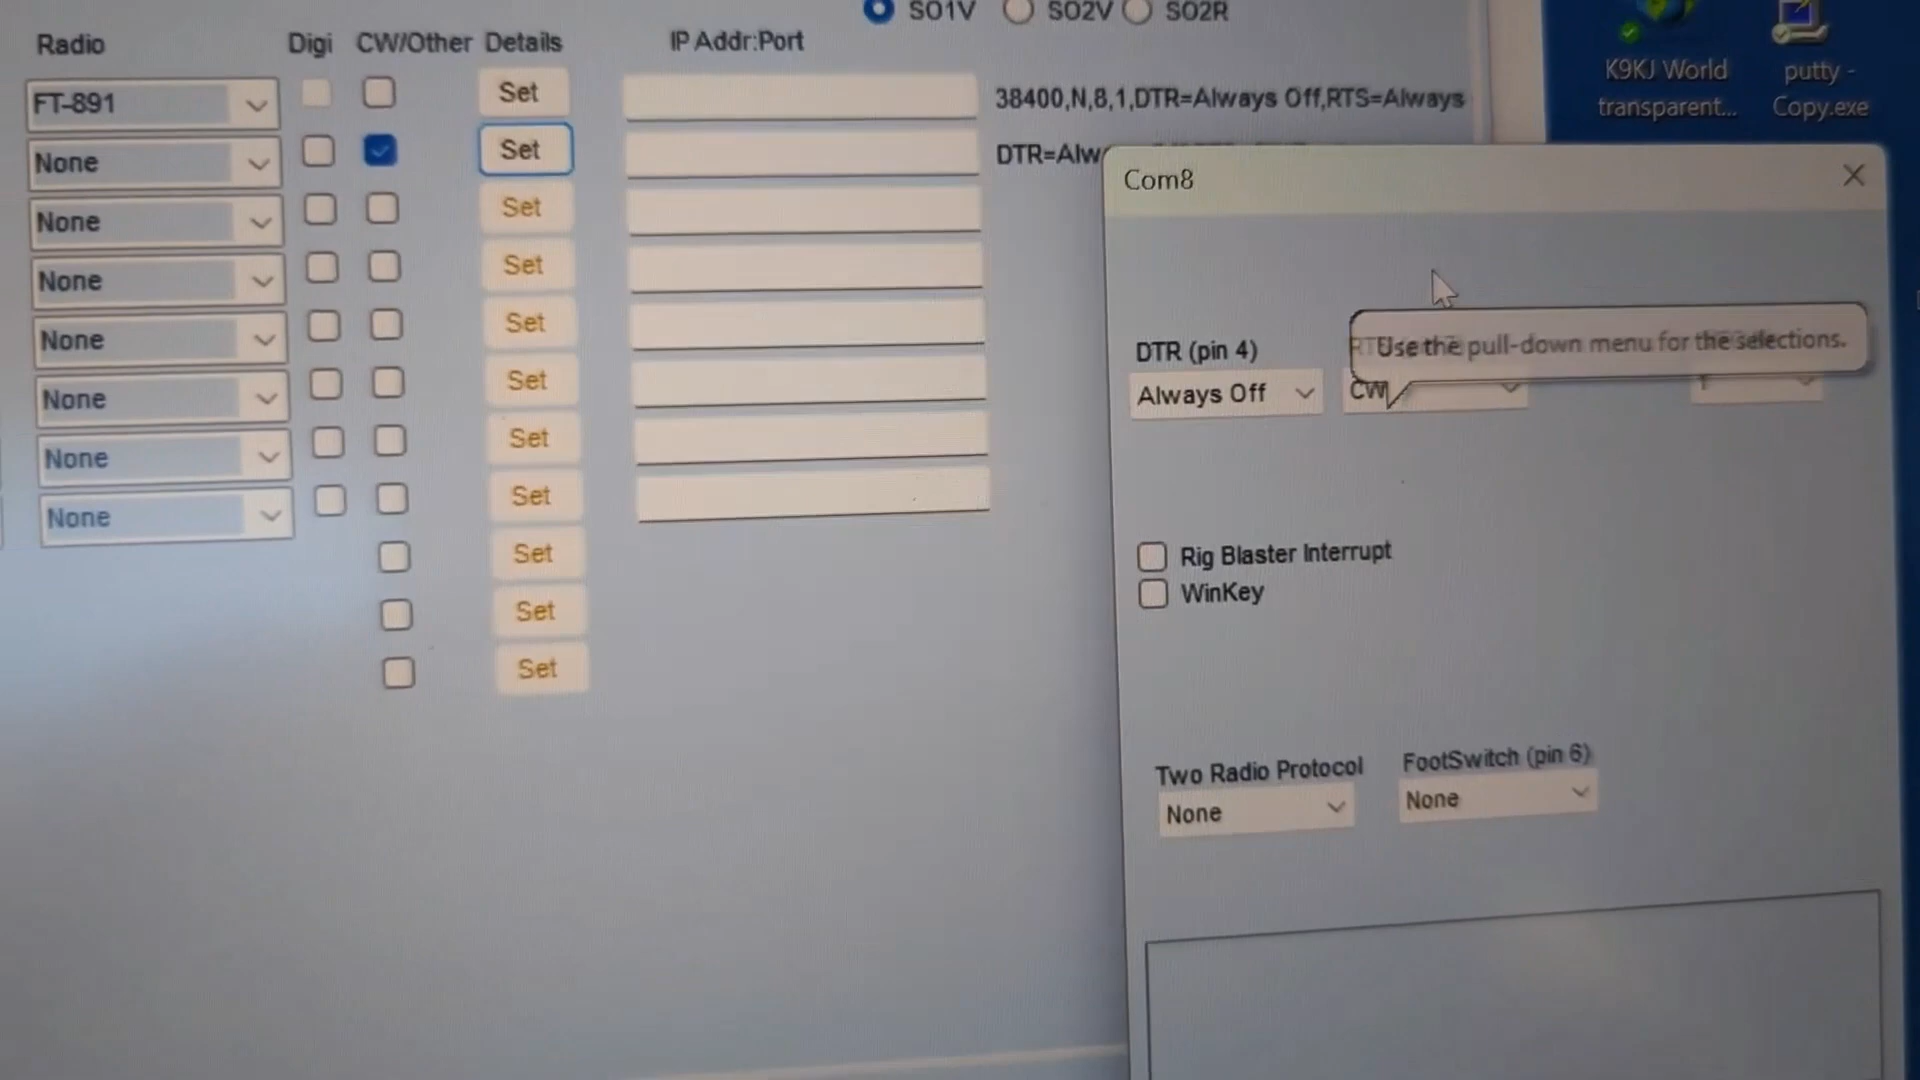 SO1V SO2V SO2R
Radio Digi CW/Other Details IP Addr:Port
FT-891 Set 38400,N,8,1,DTR=Always Off,RTS=Always
None Set DTR=Alw
None Set
None Set
None Set
None Set
None Set
None Set
Set
Set
Set
K9KJ World
transparent...
putty -
Copy.exe
Com8
Use the pull-down menu for the selections.
DTR (pin 4)
Always Off
CW
Rig Blaster Interrupt
WinKey
Two Radio Protocol
None
FootSwitch (pin 6)
None